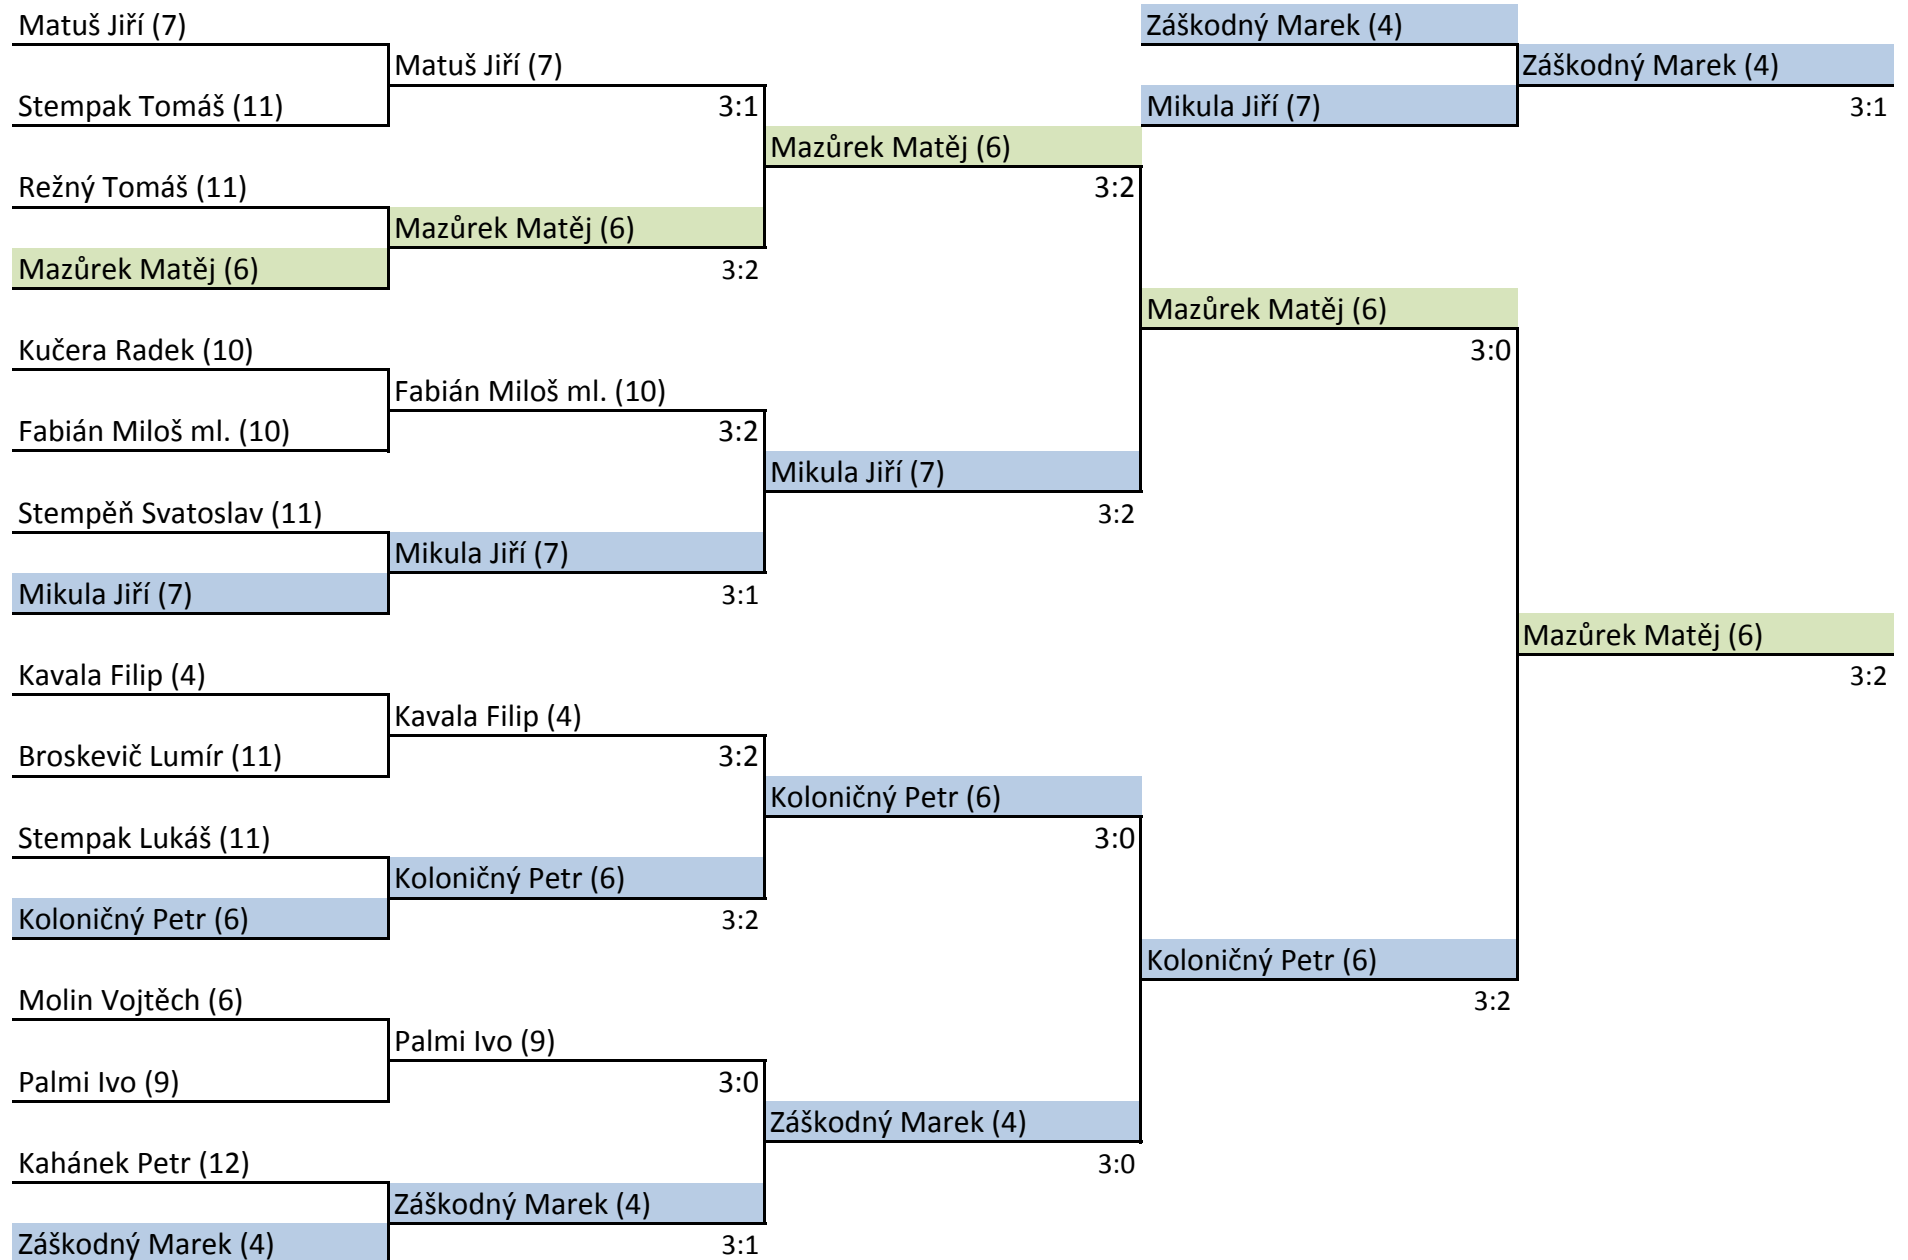 Matuš Jiří (7)
Záškodný Marek (4)
Matuš Jiří (7)
Záškodný Marek (4)
Stempak Tomáš (11)
3:1
Mikula Jiří (7)
3:1
Mazůrek Matěj (6)
Režný Tomáš (11)
3:2
Mazůrek Matěj (6)
Mazůrek Matěj (6)
3:2
Mazůrek Matěj (6)
Kučera Radek (10)
3:0
Fabián Miloš ml. (10)
Fabián Miloš ml. (10)
3:2
Mikula Jiří (7)
Stempěň Svatoslav (11)
3:2
Mikula Jiří (7)
Mikula Jiří (7)
3:1
Mazůrek Matěj (6)
Kavala Filip (4)
3:2
Kavala Filip (4)
Broskevič Lumír (11)
3:2
Koloničný Petr (6)
Stempak Lukáš (11)
3:0
Koloničný Petr (6)
Koloničný Petr (6)
3:2
Koloničný Petr (6)
Molin Vojtěch (6)
3:2
Palmi Ivo (9)
Palmi Ivo (9)
3:0
Záškodný Marek (4)
Kahánek Petr (12)
3:0
Záškodný Marek (4)
Záškodný Marek (4)
3:1